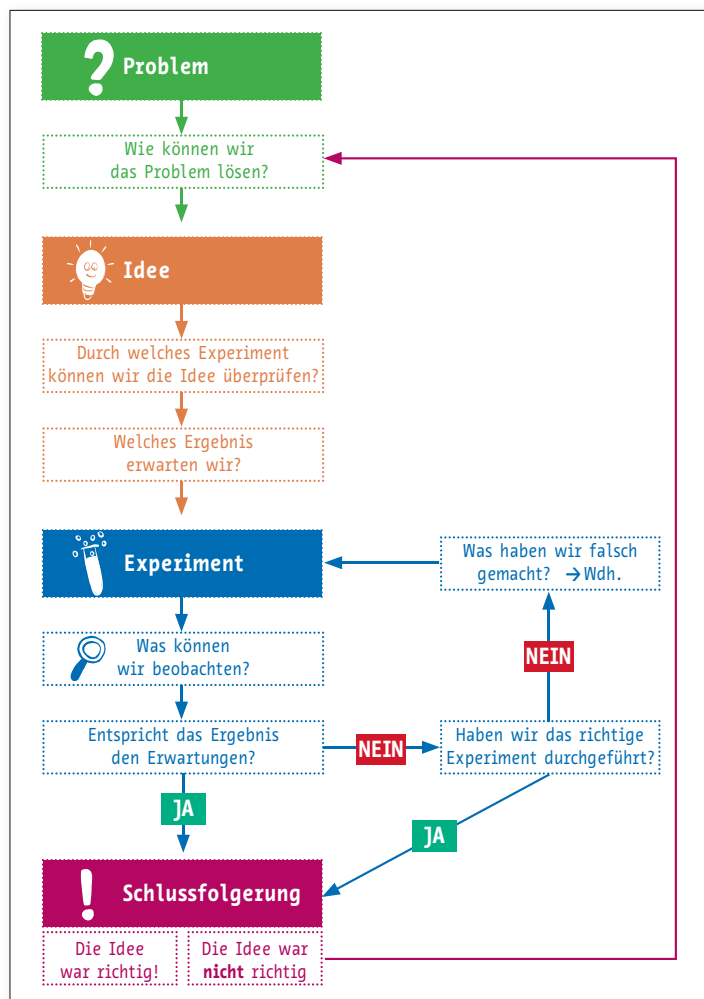 Problem
Wie können wir
das Problem lösen?
Idee
Durch welches Experiment
können wir die Idee überprüfen?
Welches Ergebnis
erwarten wir?
Experiment
Was haben wir falsch
gemacht? → Wdh.
Was können
wir beobachten?
NEIN
Entspricht das Ergebnis
den Erwartungen?
NEIN
Haben wir das richtige
Experiment durchgeführt?
JA
JA
Schlussfolgerung
Die Idee
war richtig!
Die Idee war
nicht richtig